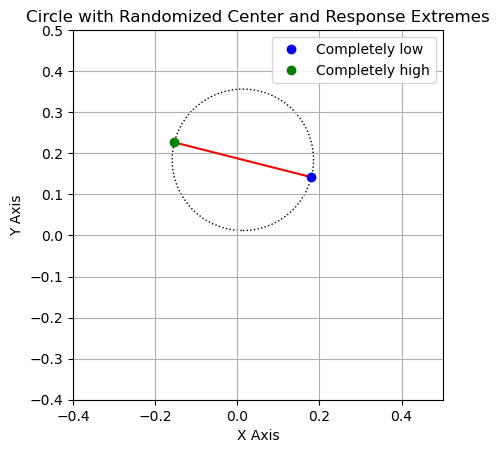 Circle with Randomized Center and Response Extremes
Completely low
Completely high
0.5
0.4
0.3
0.2
0.1
0.0
−0.1
−0.2
−0.3
−0.4
Y Axis
−0.4 −0.2 0.0 0.2 0.4
X Axis